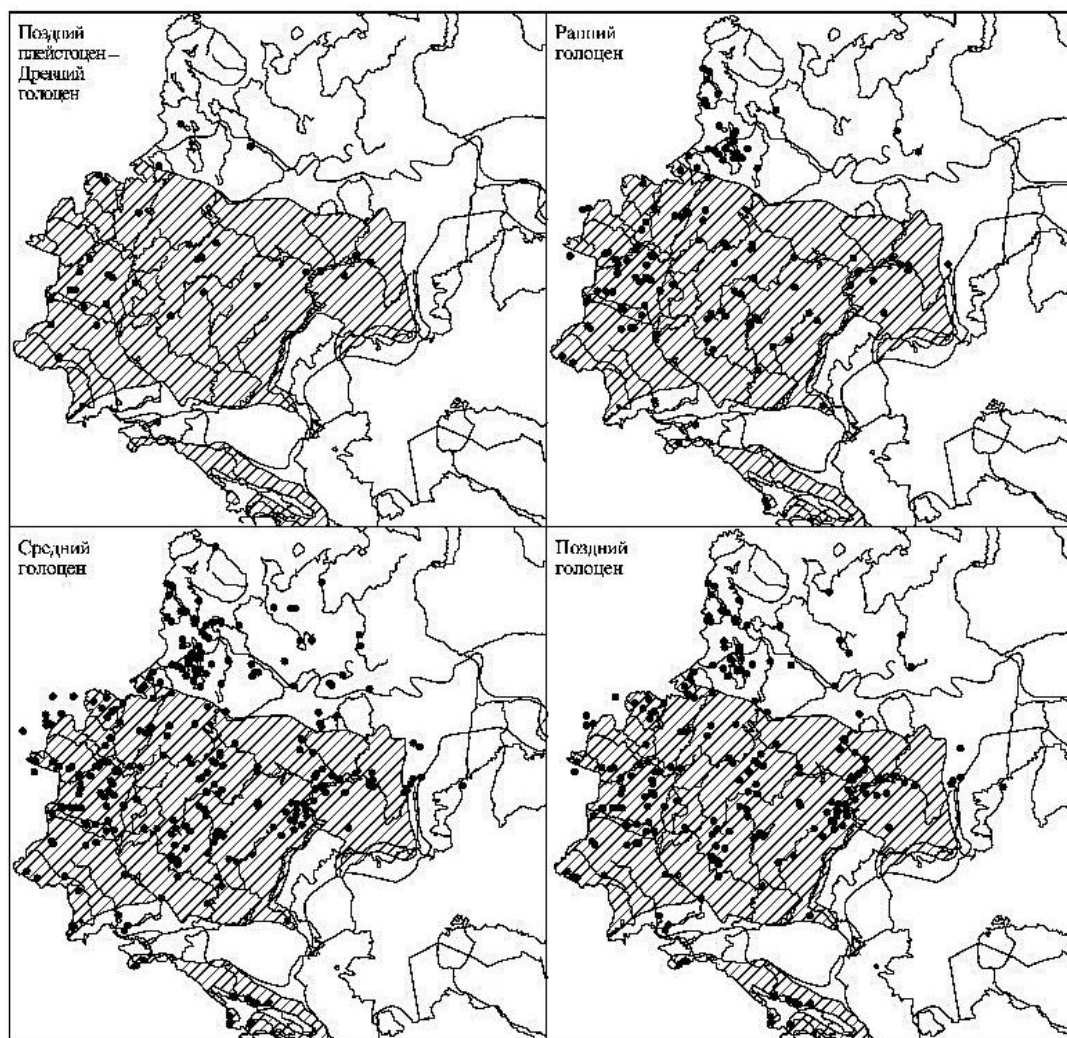 Поздний
плейстоцен –
Древний
голоцен
Ранний
голоцен
Средний
голоцен
Поздний
голоцен